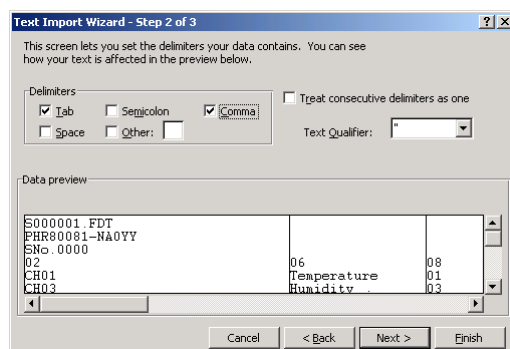 Text Import Wizard - Step 2 of 3
This screen lets you set the delimiters your data contains. You can see
how your text is affected in the preview below.
Delimiters
Tab Semicolon Comma
Space Other:
Treat consecutive delimiters as one
Text Qualifier: "
Data preview
S000001.FDT
PHR80081-NA0YY
SNo.0000
02 06 08
CH01 Temperature 01
CH03 Humidity . 03
Cancel < Back Next > Finish